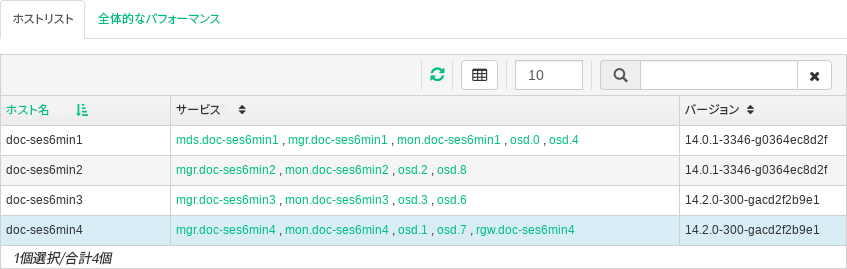 ホストリスト 全体的なパフォーマンス
10
ホスト名 サービス バージョン
doc-ses6min1 mds.doc-ses6min1 , mgr.doc-ses6min1 , mon.doc-ses6min1 , osd.0 , osd.4 14.0.1-3346-g0364ec8d2f
doc-ses6min2 mgr.doc-ses6min2 , mon.doc-ses6min2 , osd.2 , osd.8 14.0.1-3346-g0364ec8d2f
doc-ses6min3 mgr.doc-ses6min3 , mon.doc-ses6min3 , osd.3 , osd.6 14.2.0-300-gacd2f2b9e1
doc-ses6min4 mgr.doc-ses6min4 , mon.doc-ses6min4 , osd.1 , osd.7 , rgw.doc-ses6min4 14.2.0-300-gacd2f2b9e1
1個選択/合計4個